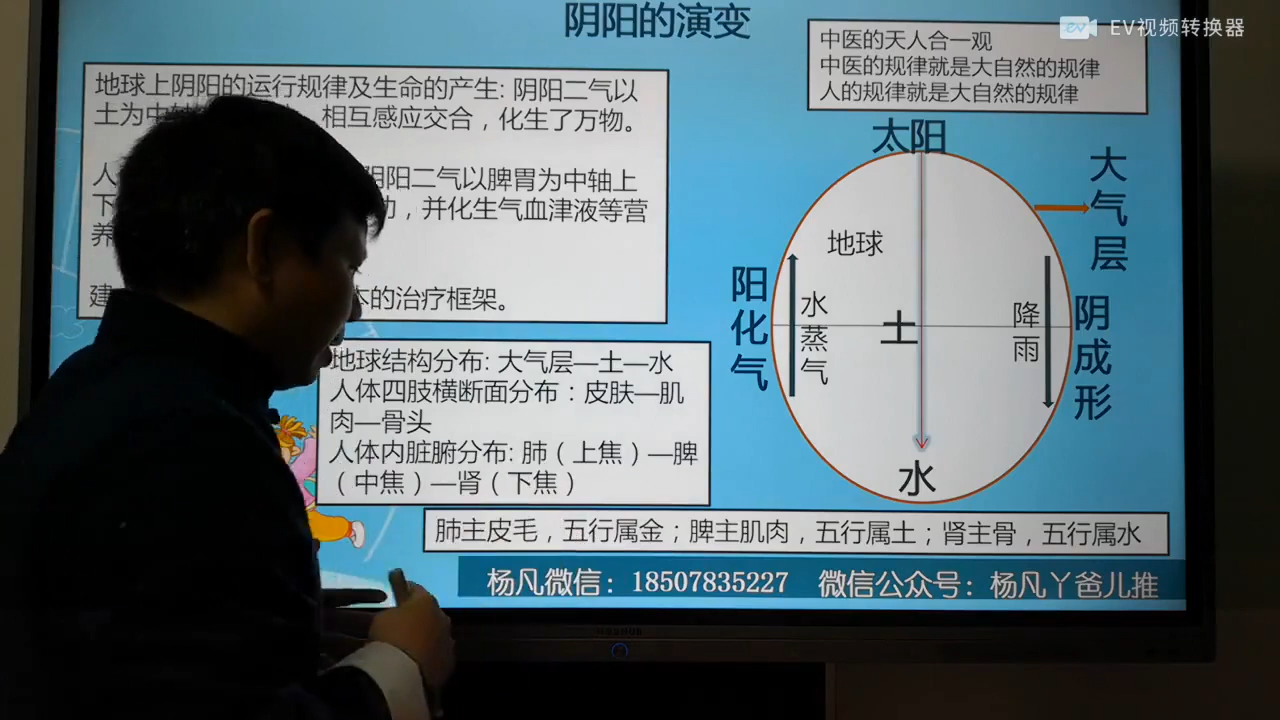 阴阳的演变
EV视频转换器
中医的天人合一观
中医的规律就是大自然的规律
人的规律就是大自然的规律
地球上阴阳的运行规律及生命的产生: 阴阳二气以
土为中 相互感应交合，化生了万物。
人 阴阳二气以脾胃为中轴上
下 ，并化生气血津液等营
养
建 的治疗框架。
地球结构分布: 大气层—土—水
人体四肢横断面分布：皮肤—肌
肉—骨头
人体内脏腑分布: 肺（上焦）—脾
（中焦）—肾（下焦）
太阳
大气层
地球
阳化气
水蒸气
土
降雨
阴成形
水
肺主皮毛，五行属金；脾主肌肉，五行属土；肾主骨，五行属水
杨凡微信：18507835227 微信公众号：杨凡丫爸儿推